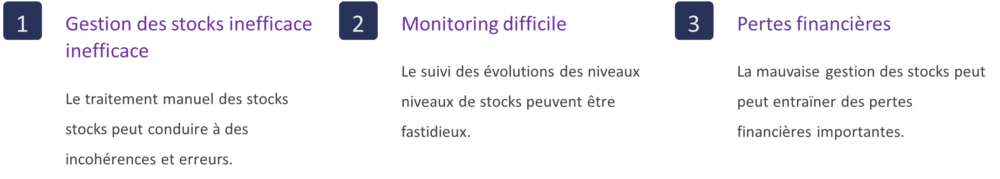 1
Gestion des stocks inefficace
inefficace
Le traitement manuel des stocks
stocks peut conduire à des
incohérences et erreurs.
2
Monitoring difficile
Le suivi des évolutions des niveaux
niveaux de stocks peuvent être
fastidieux.
3
Pertes financières
La mauvaise gestion des stocks peut
peut entraïner des pertes
financières importantes.